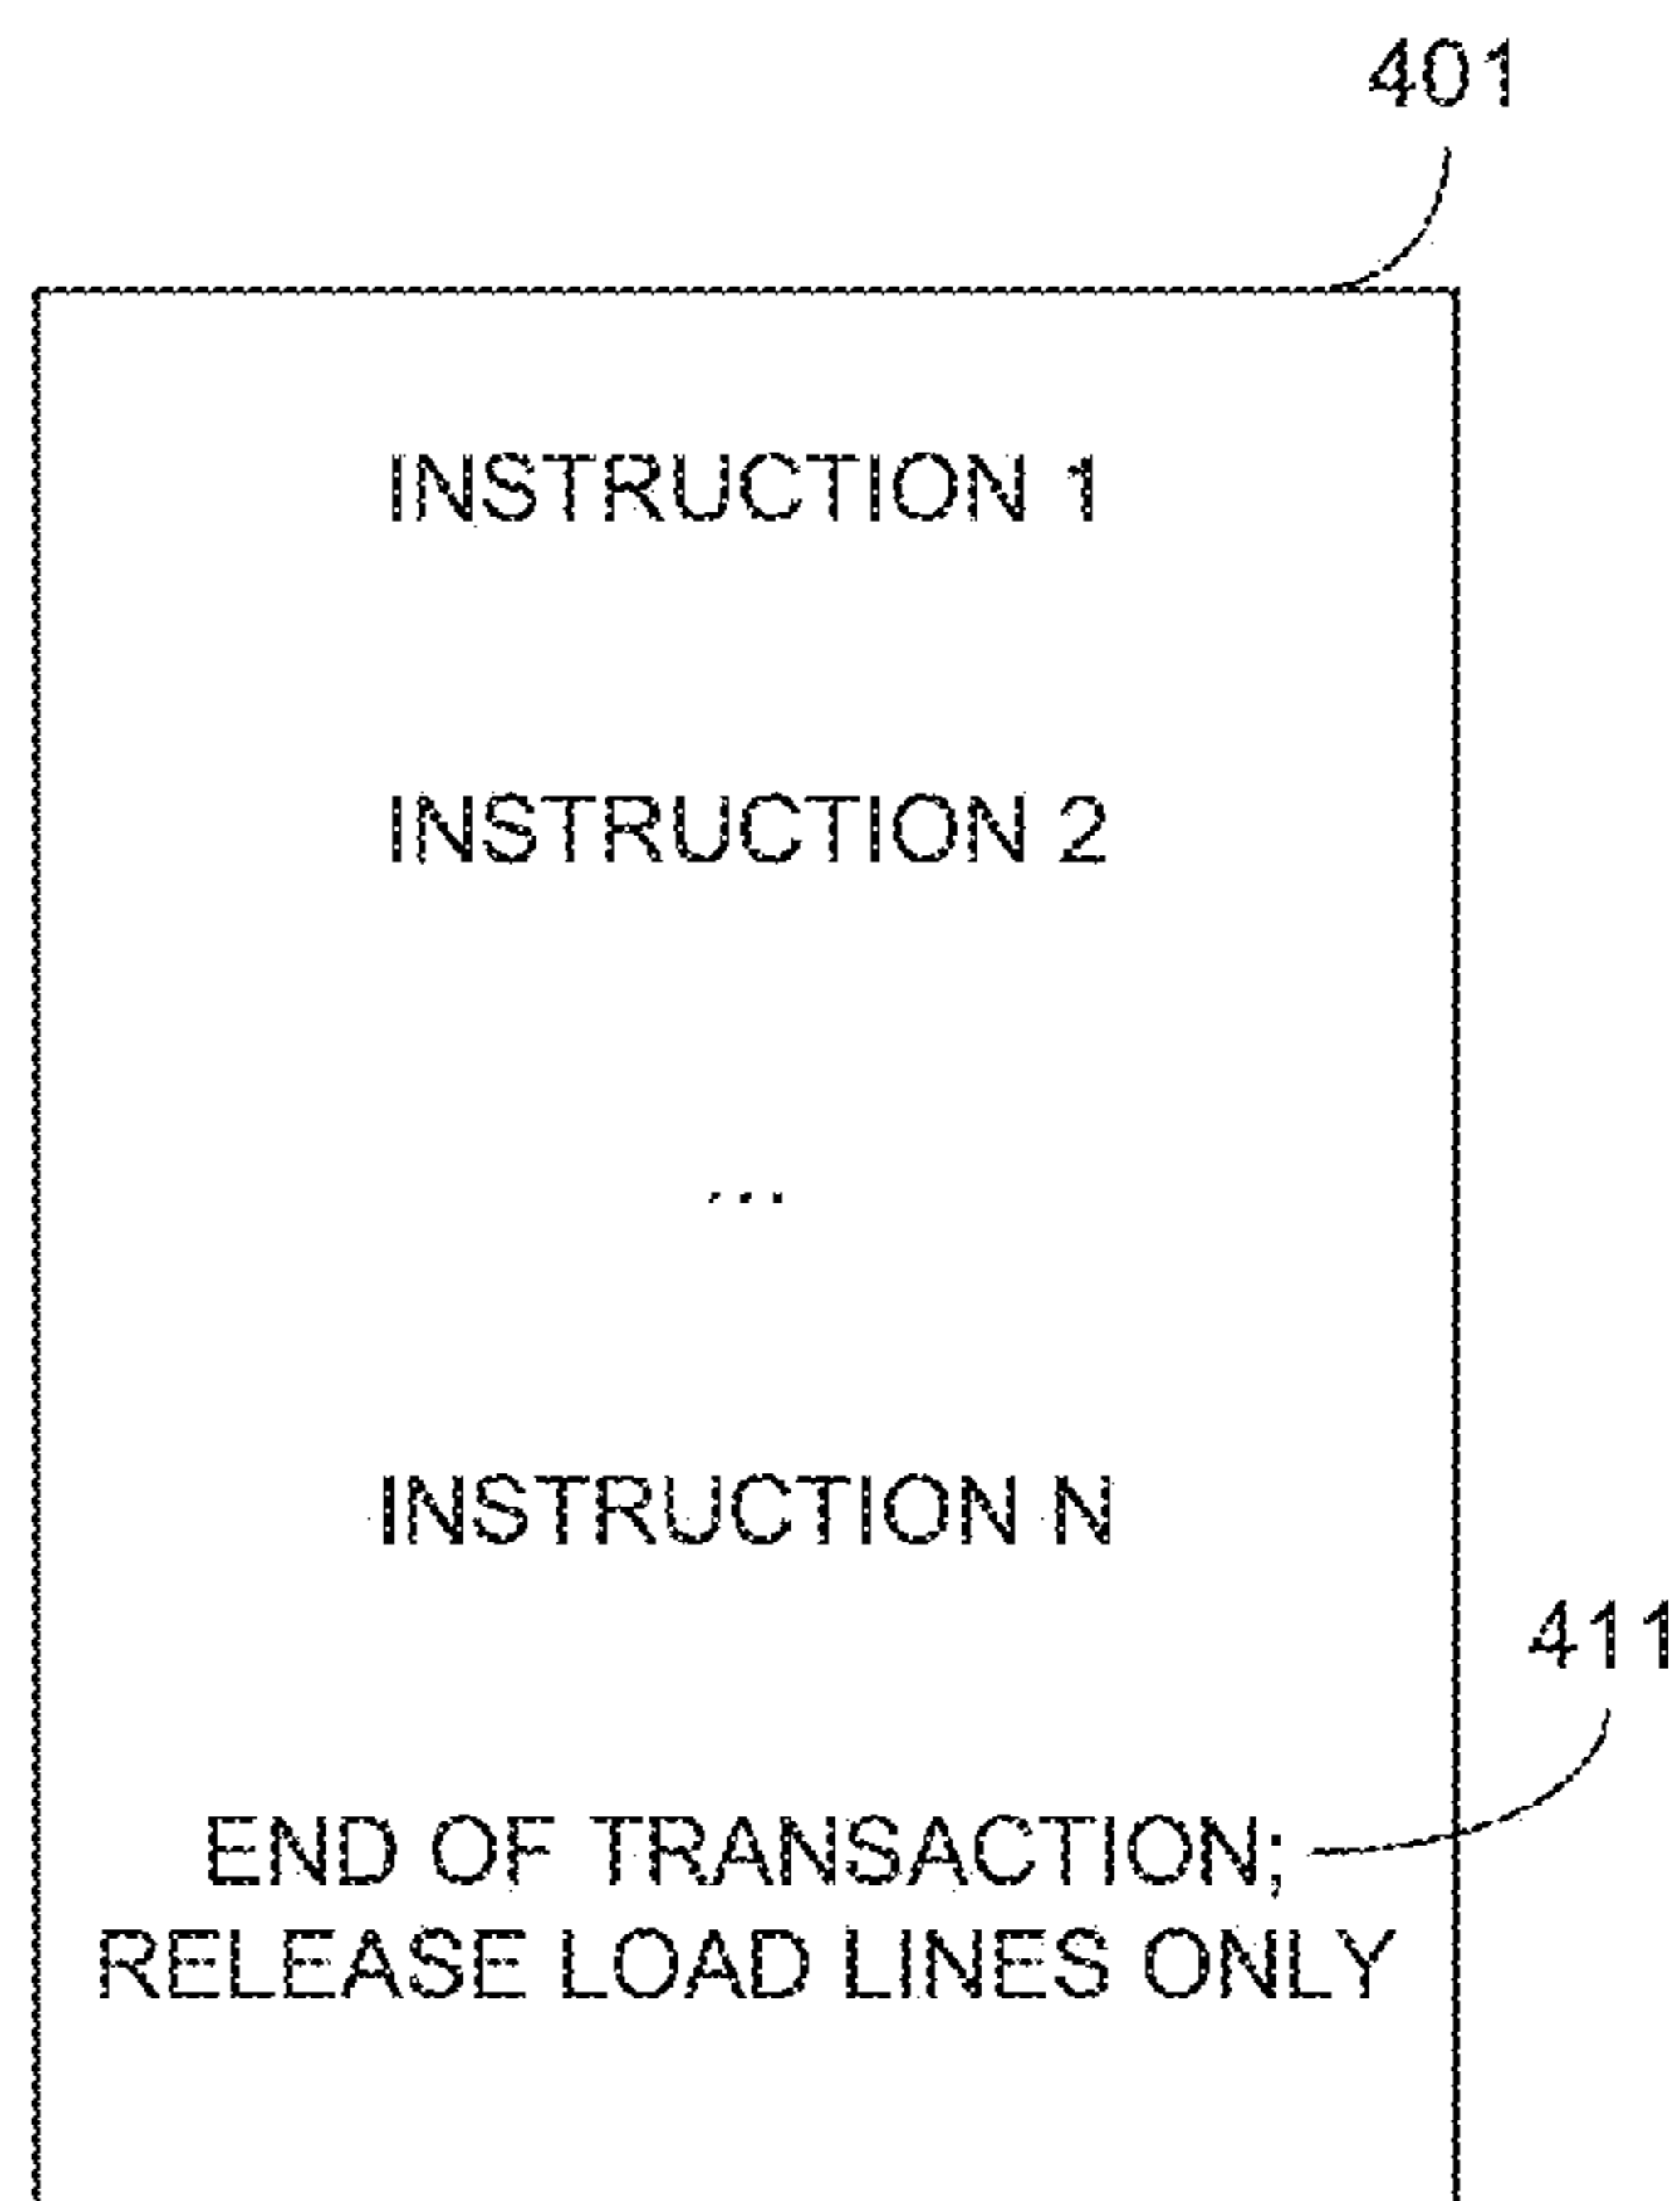 401
INSTRUCTION 1
INSTRUCTION 2
...
INSTRUCTION N
411
END OF TRANSACTION;
RELEASE LOAD LINES ONLY